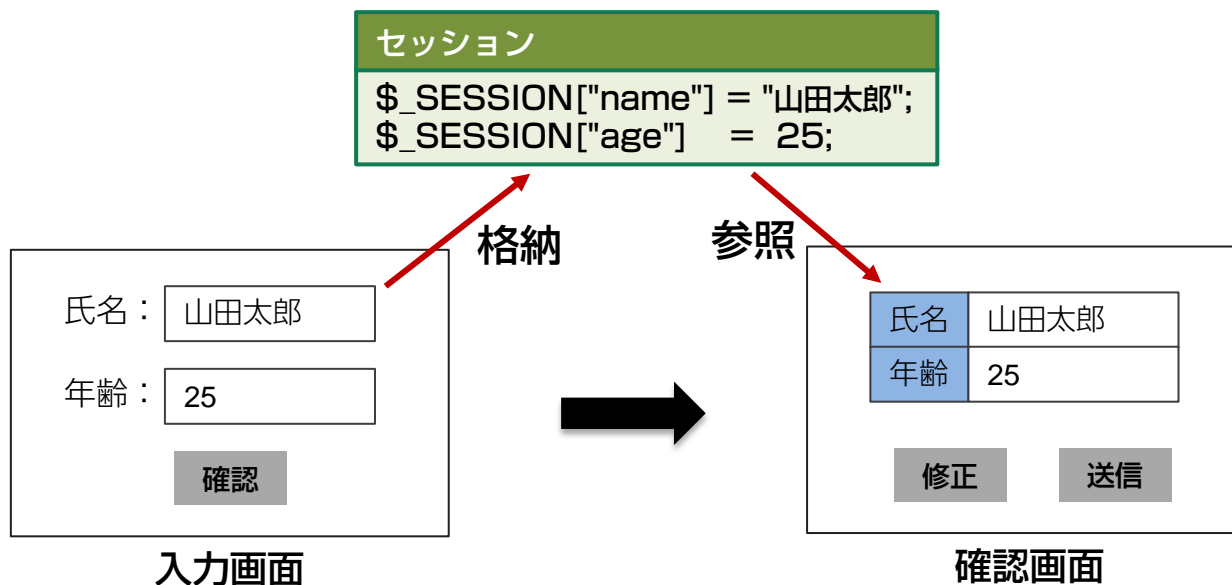 セッション
$_SESSION["name"] = "山田太郎";
$_SESSION["age"] = 25;
格納
参照
氏名：
山田太郎
年齢：
25
確認
入力画面
氏名 山田太郎
年齢 25
修正 送信
確認画面